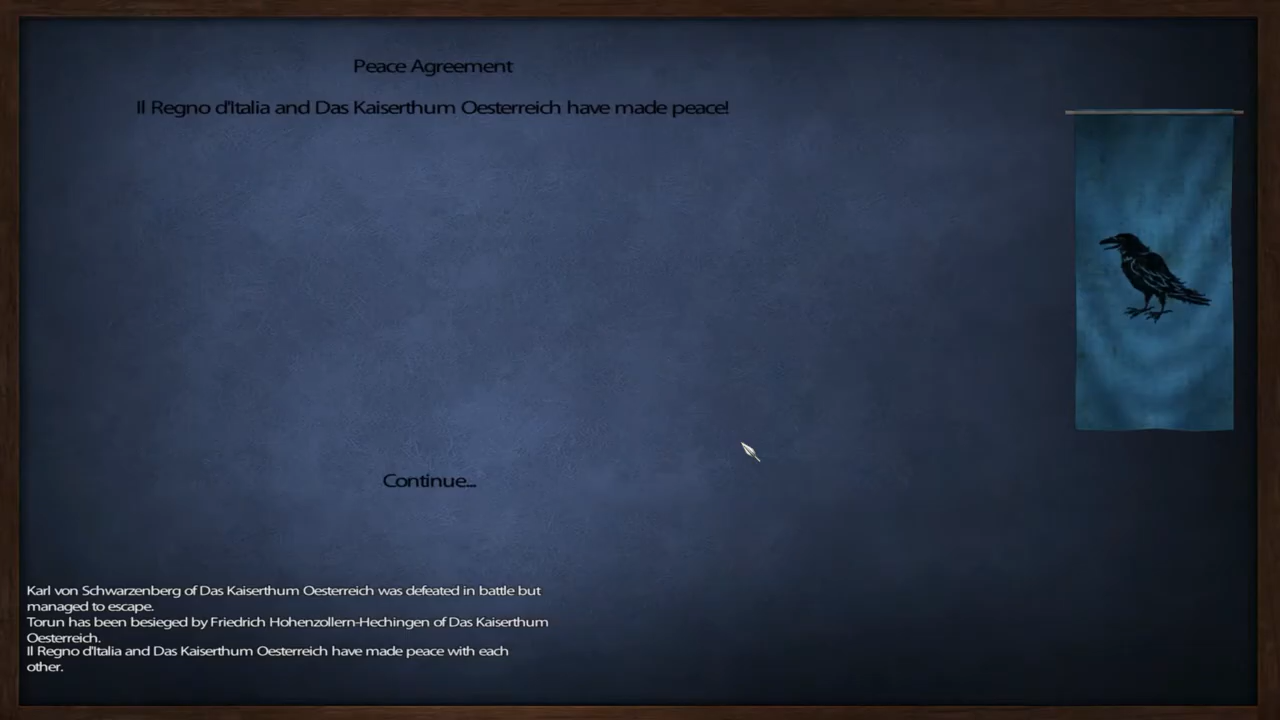 Peace Agreement
Il Regno d'Italia and Das Kaiserthum Oesterreich have made peace!
Continue...
Karl von Schwarzenberg of Das Kaiserthum Oesterreich was defeated in battle but
managed to escape.
Torun has been besieged by Friedrich Hohenzollern-Hechingen of Das Kaiserthum
Oesterreich.
Il Regno d'Italia and Das Kaiserthum Oesterreich have made peace with each
other.